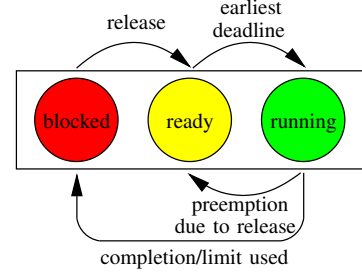 release
earliest
deadline
blocked
ready
running
preemption
due to release
completion/limit used